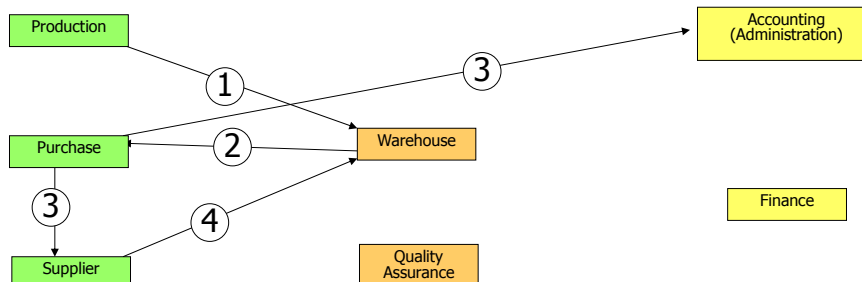 Production
Accounting
(Administration)
3
1
Purchase
2
Warehouse
3
4
Finance
Supplier
Quality
Assurance